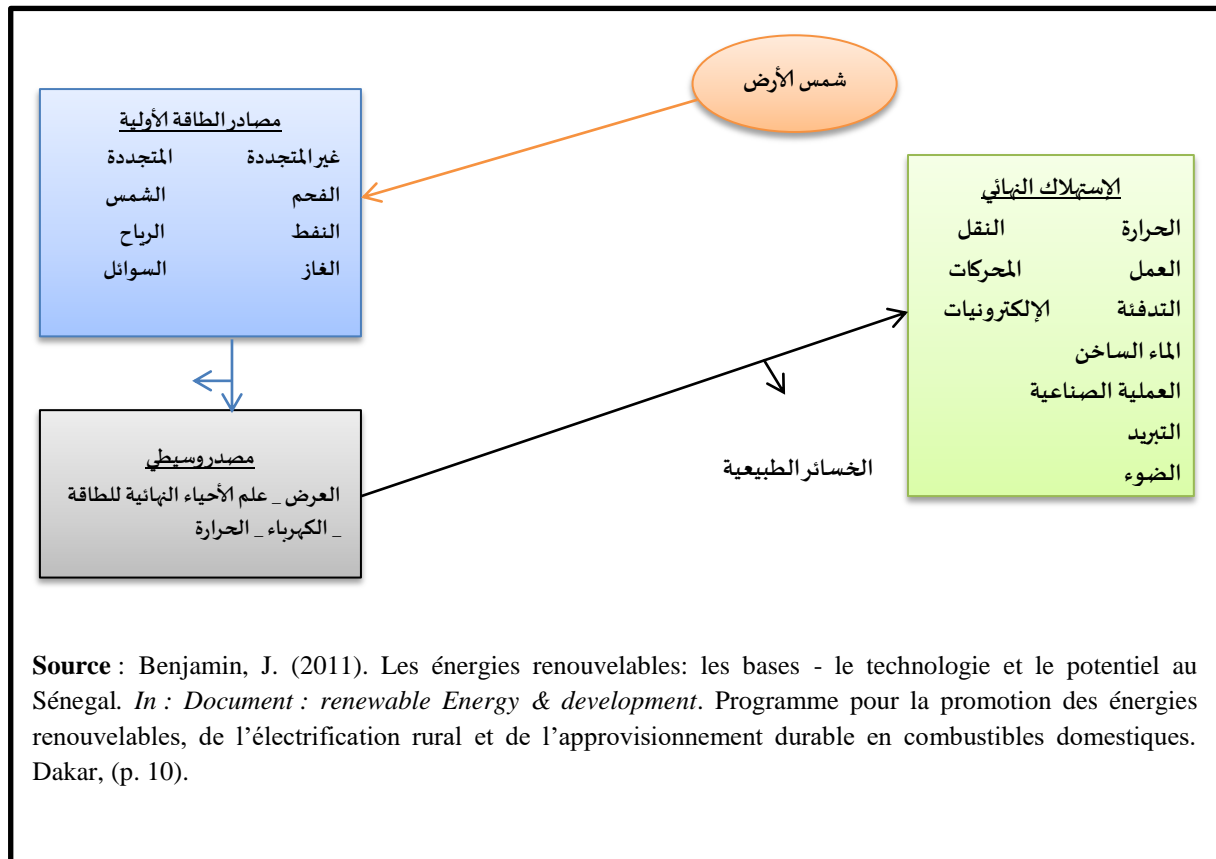 شمس الأرض
مصادر الطاقة الأولية
غير المتجددة المتجددة
الفحم الشمس
النفط الرياح
الغاز السوائل
الإستهلاك النهائي
الحرارة النقل
العمل المحركات
التدفئة الإلكترونيات
الماء الساخن
العملية الصناعية
التبريد
الضوء
مصدر وسيطي
العرض _ علم الأحياء النهائية للطاقة
_ الكهرباء _ الحرارة
الخسائر الطبيعية
Source : Benjamin, J. (2011). Les énergies renouvelables: les bases - le technologie et le potentiel au
Sénegal. In : Document : renewable Energy & development. Programme pour la promotion des énergies
renouvelables, de l’électrification rural et de l’approvisionnement durable en combustibles domestiques.
Dakar, (p. 10).